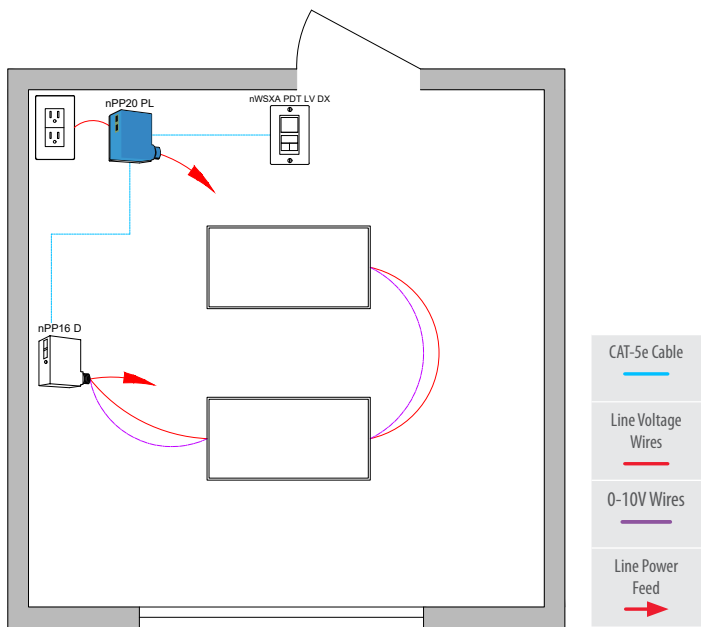 nPP20 PL
nWSXA PDT LV DX
nPP16 D
CAT-5e Cable
Line Voltage
Wires
0-10V Wires
Line Power
Feed